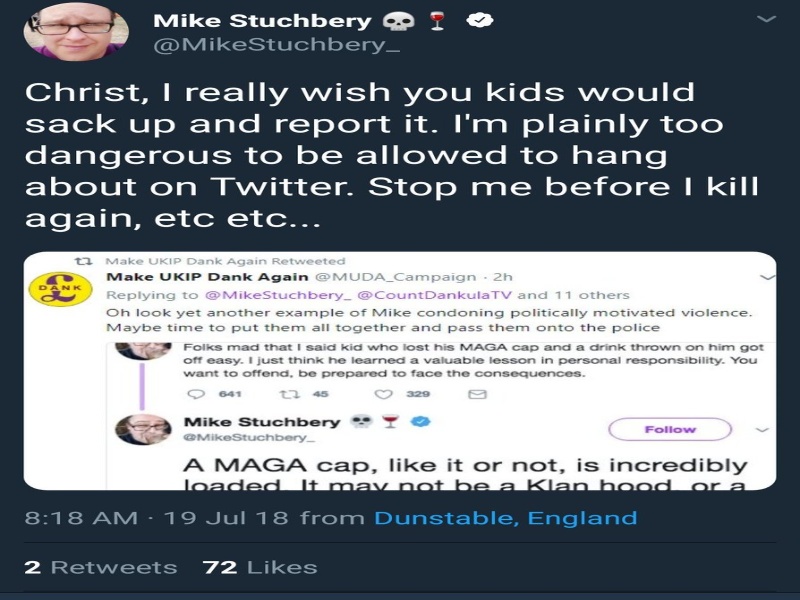 Mike Stuchbery 💀🍷
@MikeStuchbery_
Christ, I really wish you kids would
sack up and report it. I'm plainly too
dangerous to be allowed to hang
about on Twitter. Stop me before I kill
again, etc etc...
Make UKIP Dank Again Retweeted
Make UKIP Dank Again @MUDA_Campaign · 2h
DANK
Replying to @MikeStuchbery_ @CountDankulaTV and 11 others
Oh look yet another example of Mike condoning politically motivated violence.
Maybe time to put them all together and pass them onto the police
Folks mad that I said kid who lost his MAGA cap and a drink thrown on him got
off easy. I just think he learned a valuable lesson in personal responsibility. You
want to offend, be prepared to face the consequences.
641 45 329
Mike Stuchbery 💀🍷
@MikeStuchbery_
Follow
A MAGA cap, like it or not, is incredibly
loaded. It may not be a Klan hood, or a
8:18 AM · 19 Jul 18 from Dunstable, England
2 Retweets 72 Likes